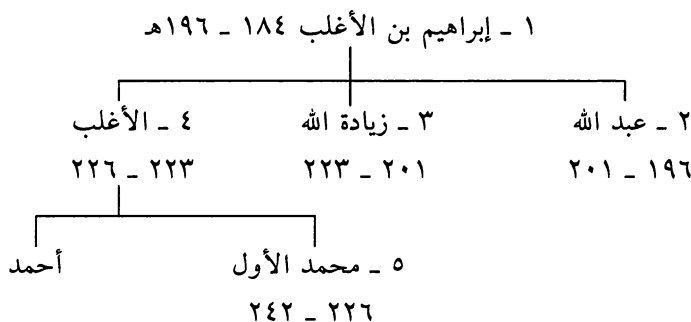 ١ ـ إبراهيم بن الأغلب ١٨٤ ـ ١٩٦هـ
٢ ـ عبد الله ٣ ـ زيادة الله ٤ ـ الأغلب
١٩٦ ـ ٢٠١ ٢٠١ ـ ٢٢٣ ٢٢٣ ـ ٢٢٦
٥ ـ محمد الأول أحمد
٢٢٦ ـ ٢٤٢